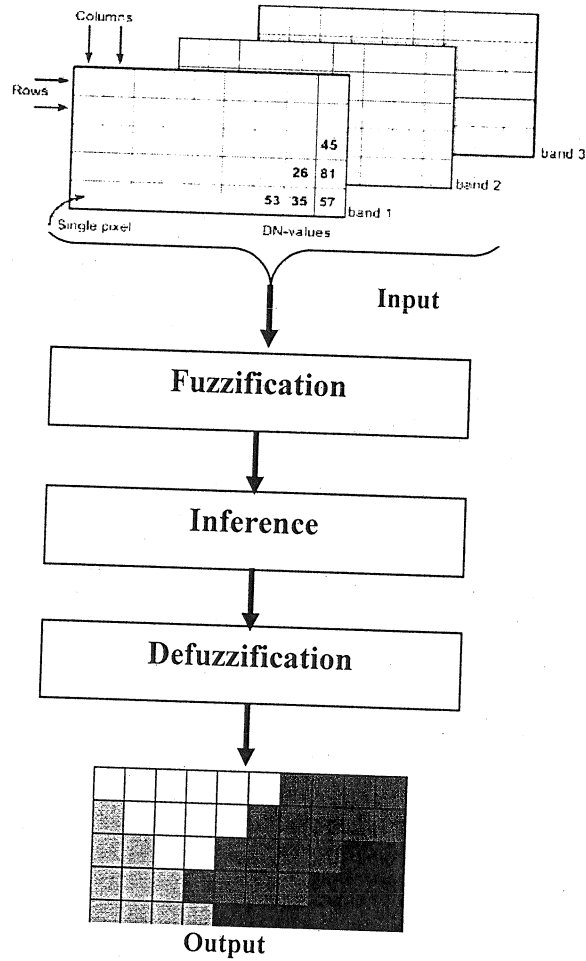 Columns
Rows
45
band 3
26 81
band 2
53 35 57
band 1
Single pixel
DN-values
Input
Fuzzification
Inference
Defuzzification
Output